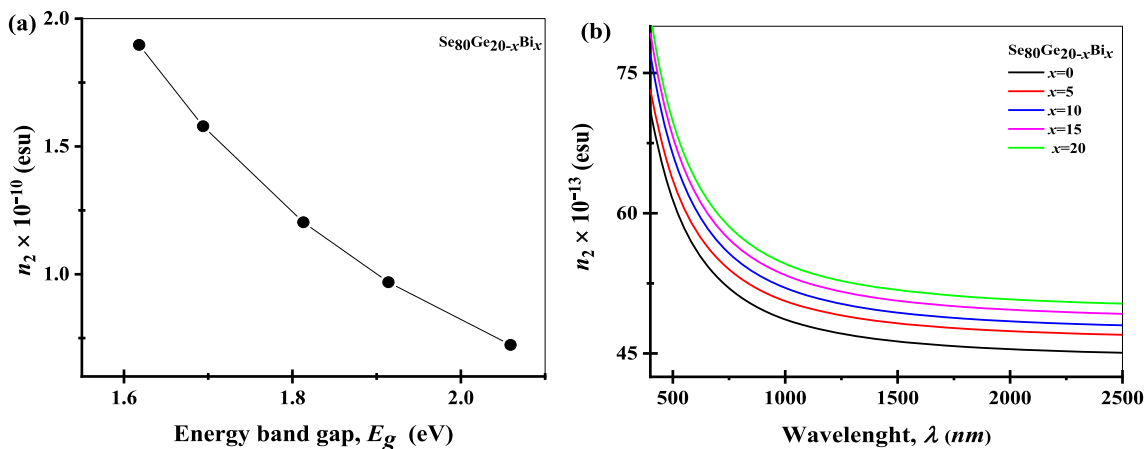 (a)
Se80Ge20-xBix
2.0
1.5
1.0
n2 × 10−10 (esu)
1.6
1.8
2.0
Energy band gap, Eg (eV)
(b)
Se80Ge20-xBix
x=0
x=5
x=10
x=15
x=20
75
60
45
n2 × 10−13 (esu)
500
1000
1500
2000
2500
Wavelenght, λ (nm)